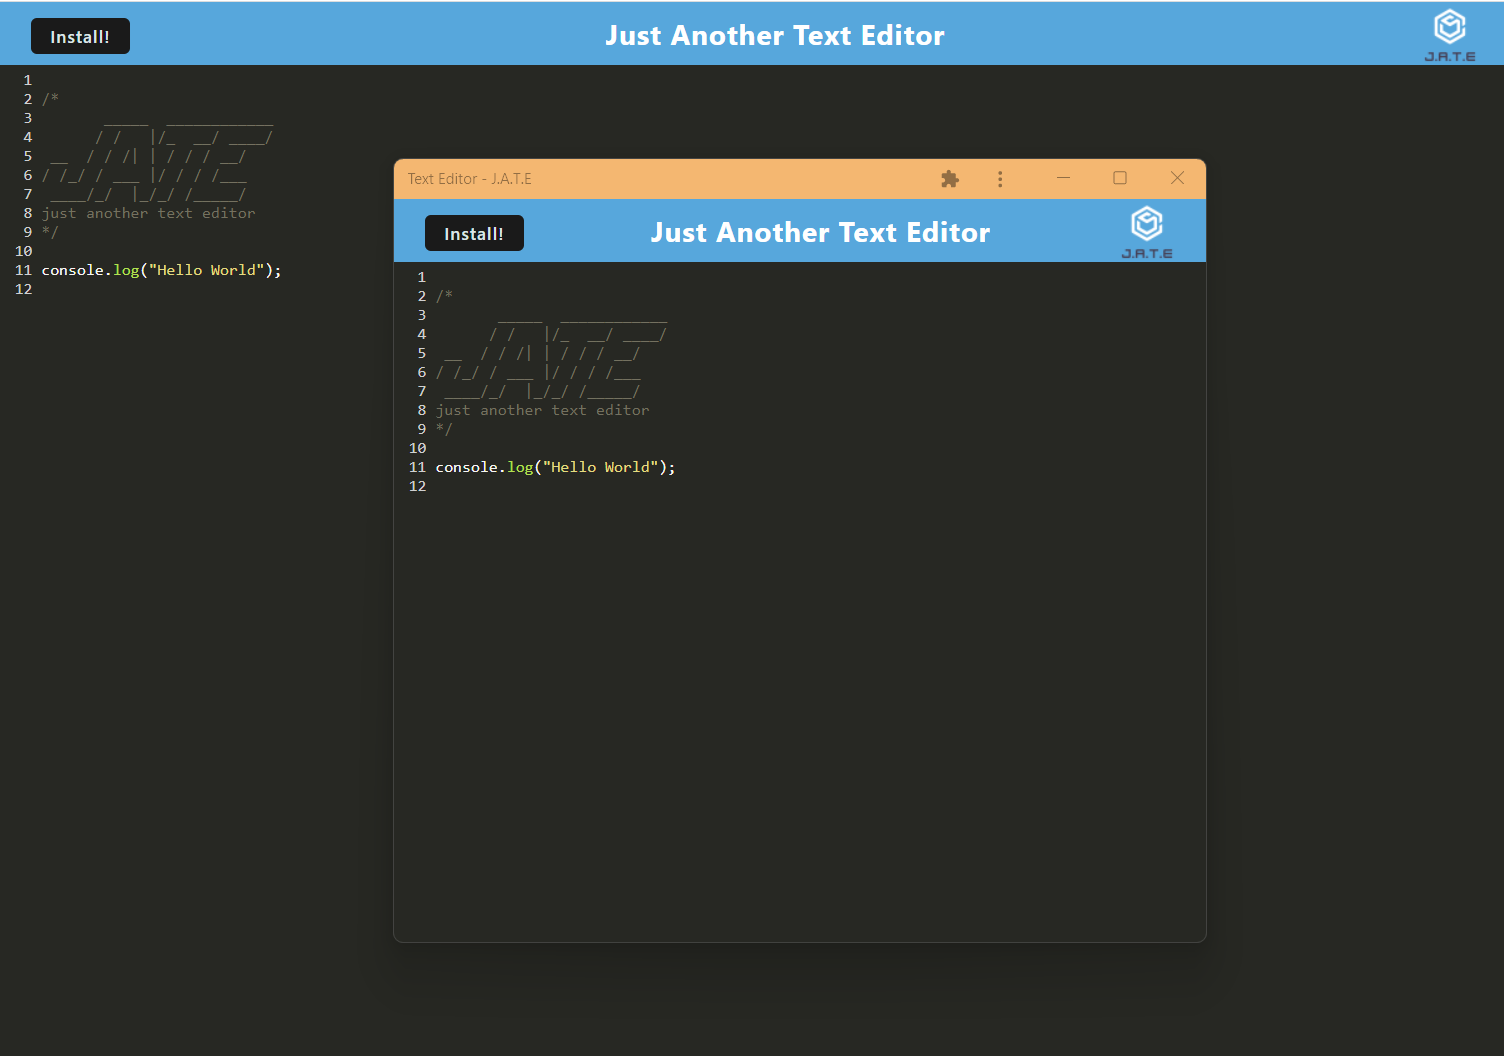 Install!
Just Another Text Editor
J.A.T.E
1
2 /*
3        _____  ____________
4       / /   |/_  __/ ____/
5  __  / / /| | / / / __/
6 / /_/ / ___ |/ / / /___
7  ____/_/  |_/_/ /_____/
8 just another text editor
9 */
10
11 console.log("Hello World");
12
Text Editor - J.A.T.E
Install!
Just Another Text Editor
J.A.T.E
1
2 /*
3        _____  ____________
4       / /   |/_  __/ ____/
5  __  / / /| | / / / __/
6 / /_/ / ___ |/ / / /___
7  ____/_/  |_/_/ /_____/
8 just another text editor
9 */
10
11 console.log("Hello World");
12